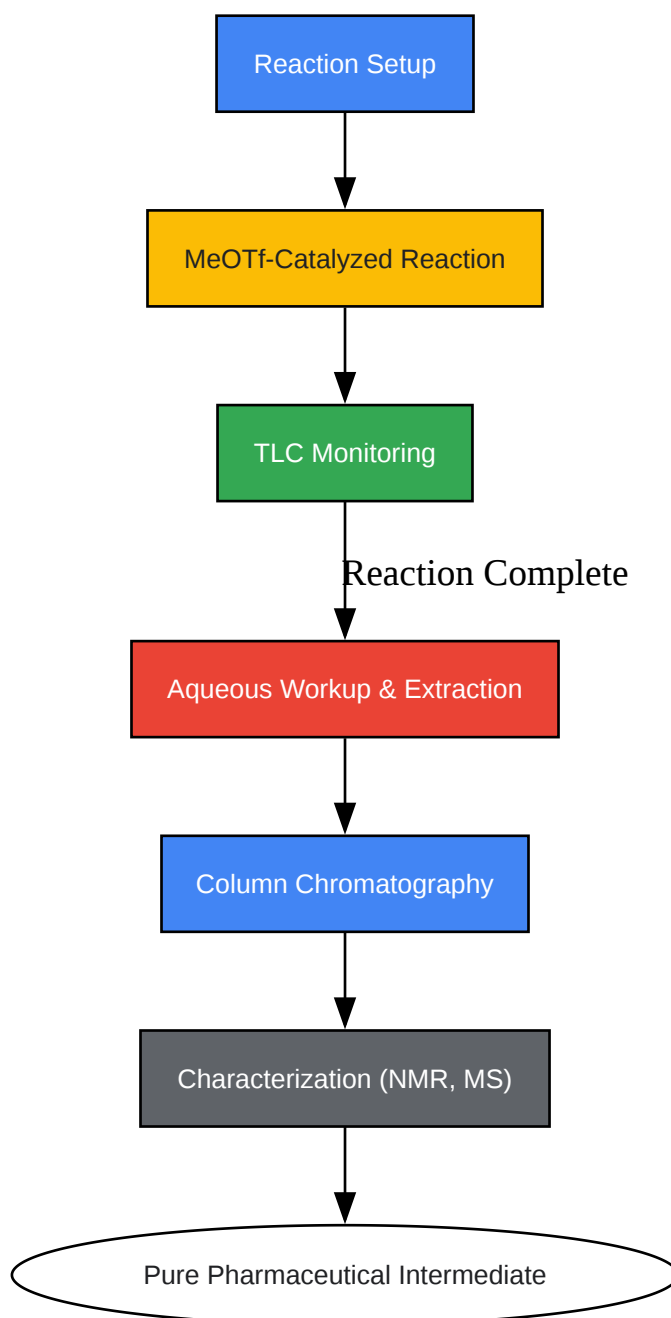 Reaction Setup
MeOTf-Catalyzed Reaction
TLC Monitoring
Reaction Complete
Aqueous Workup & Extraction
Column Chromatography
Characterization (NMR, MS)
Pure Pharmaceutical Intermediate